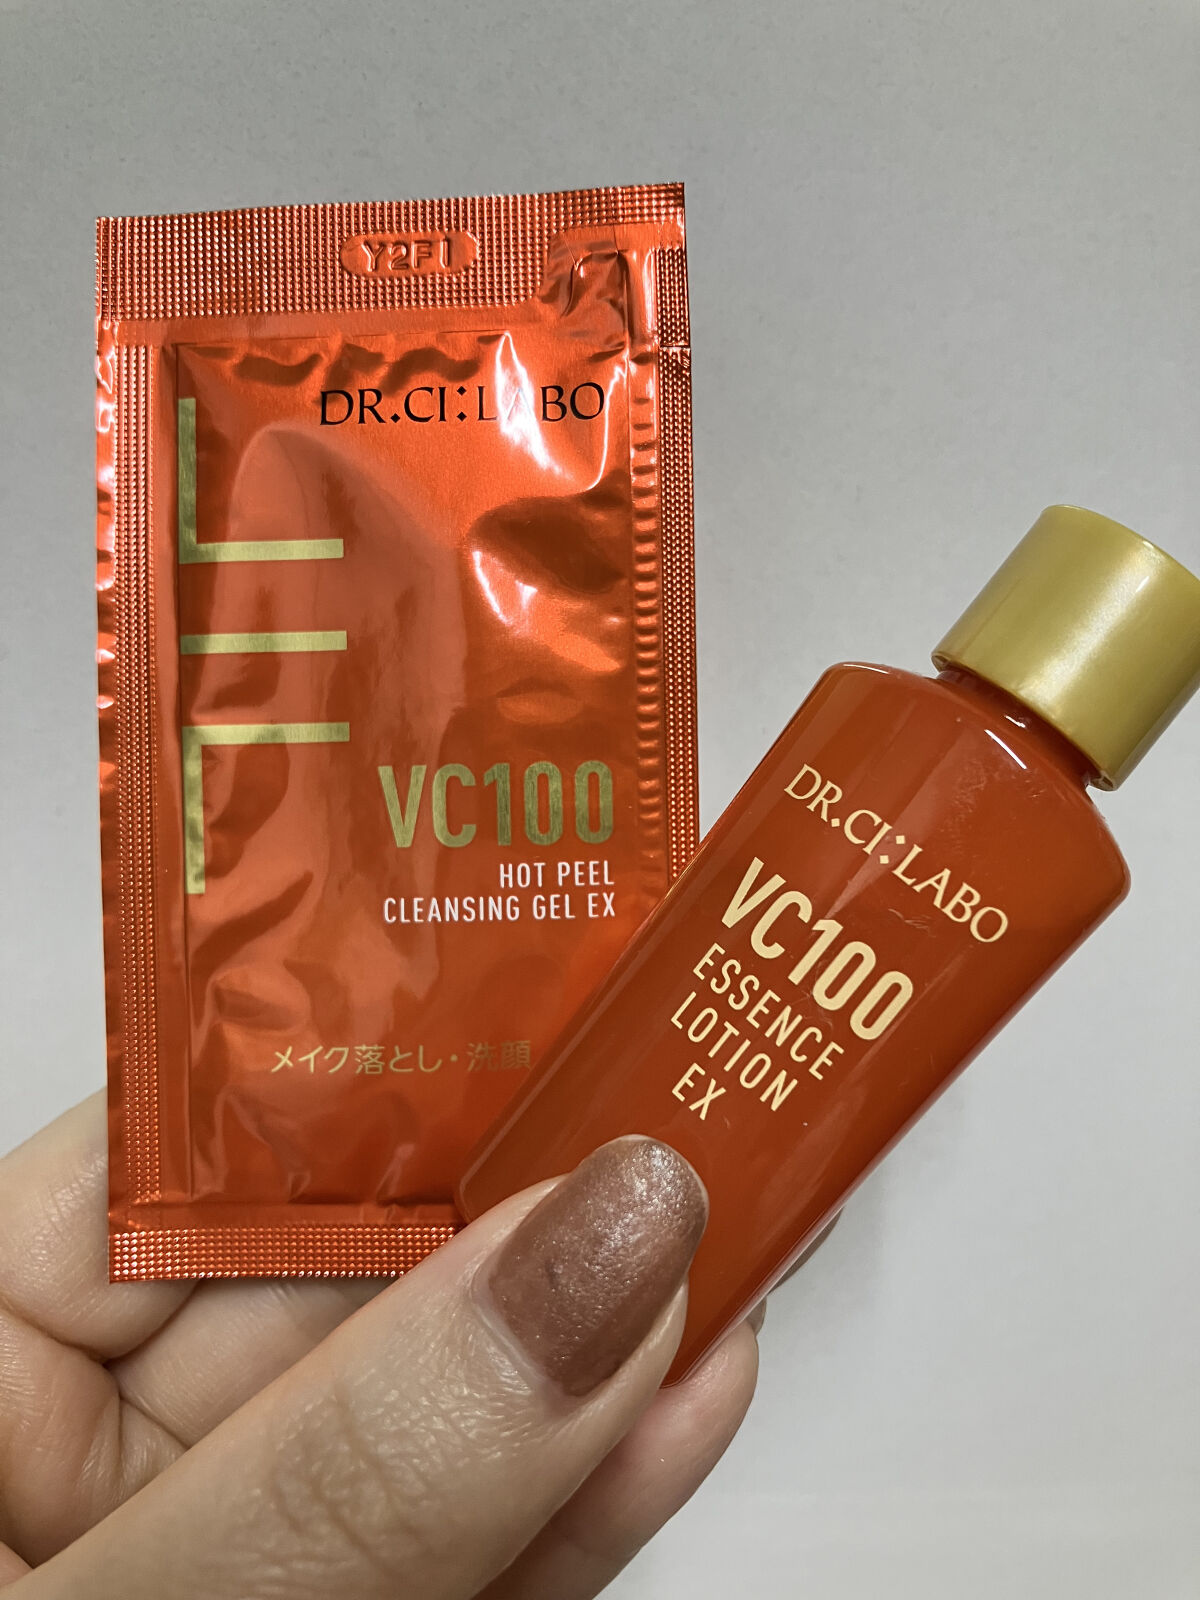 Y2F1
DR.CI:LABO
VC100
HOT PEEL
CLEANSING GEL EX
メイク落とし・洗顔
DR.CI:LABO
VC100
ESSENCE
LOTION
EX